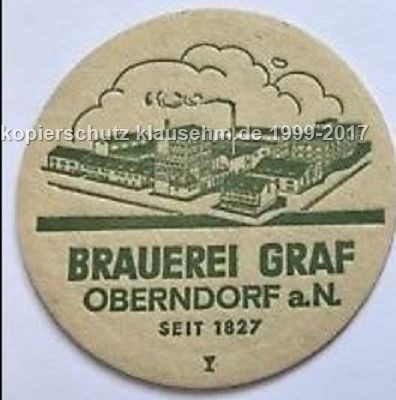 kopierschutz klausehm.de 1999-2017
BRAUEREI GRAF
OBERNDORF a.N.
SEIT 1827